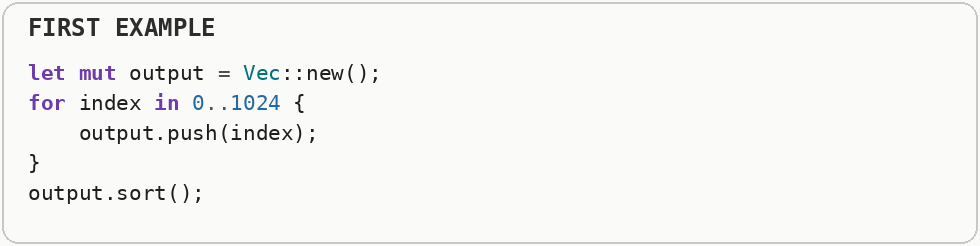 FIRST EXAMPLE
let mut output = Vec::new();
for index in 0..1024 {
    output.push(index);
}
output.sort();